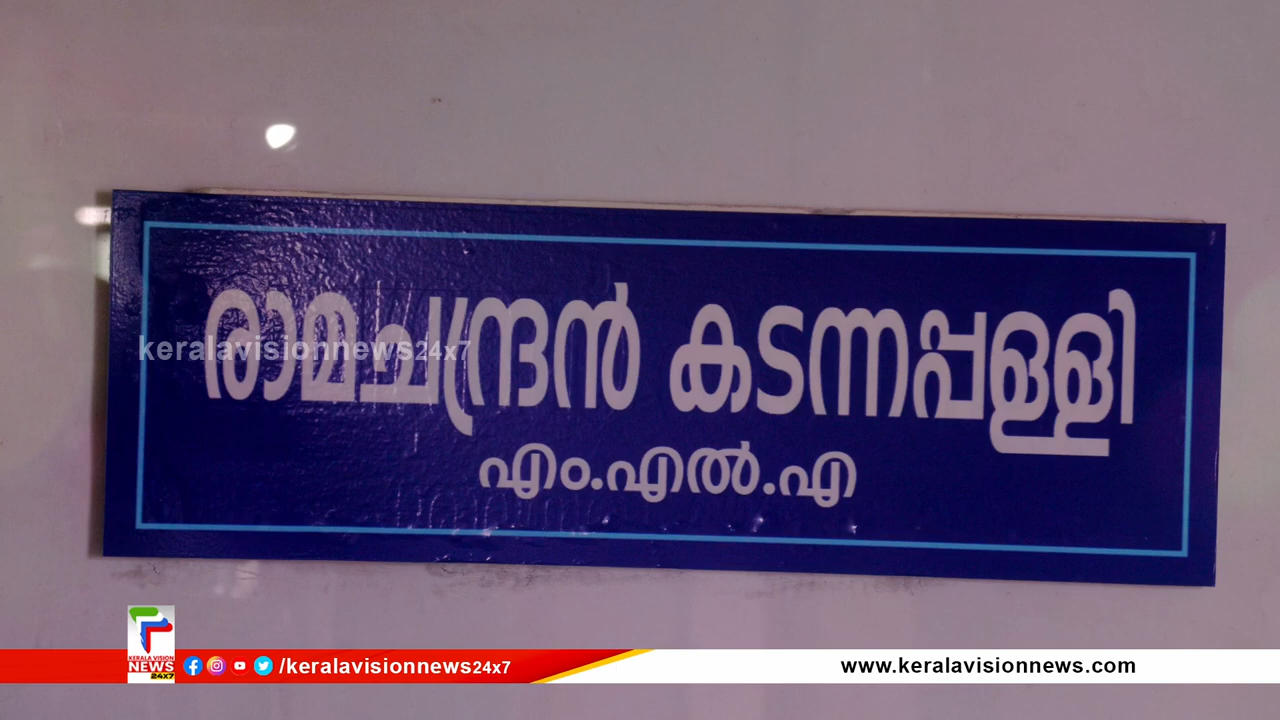 രാമചന്ദ്രൻ കടന്നപ്പള്ളി
keralavisionnews24x7
എം.എൽ.എ
KERALA VISION
NEWS
24x7
/keralavisionnews24x7
www.keralavisionnews.com